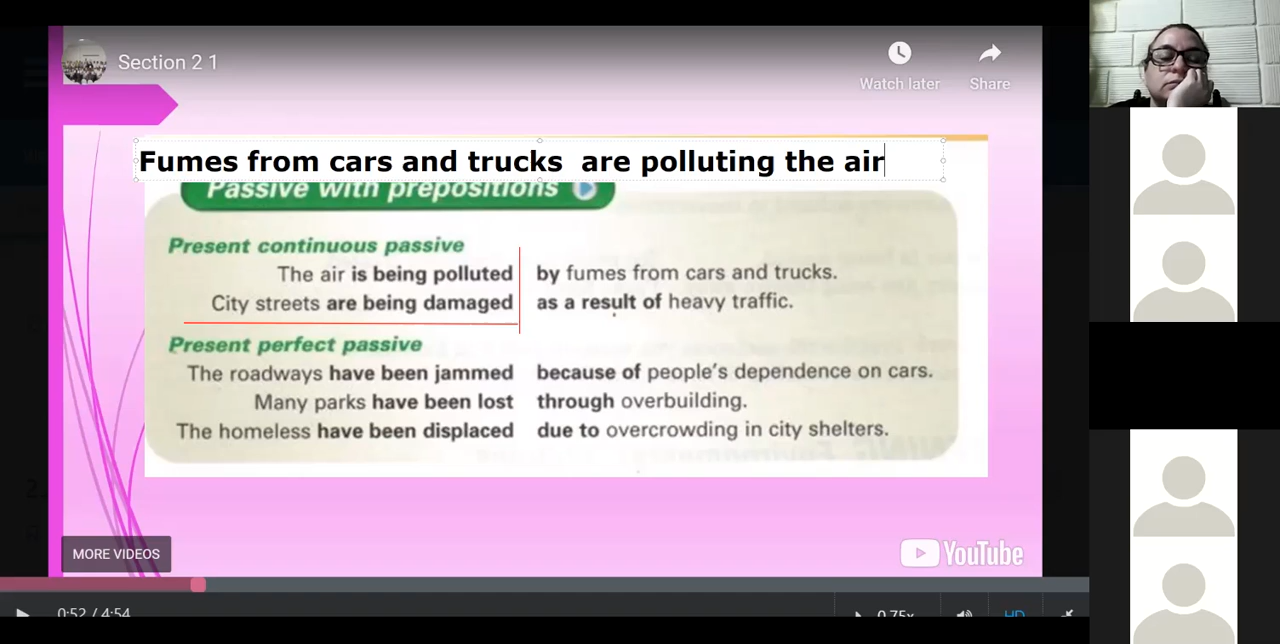 Section 2 1
Watch later
Share
Fumes from cars and trucks are polluting the air
Passive with prepositions
Present continuous passive
The air is being polluted by fumes from cars and trucks.
City streets are being damaged as a result of heavy traffic.
Present perfect passive
The roadways have been jammed because of people's dependence on cars.
Many parks have been lost through overbuilding.
The homeless have been displaced due to overcrowding in city shelters.
MORE VIDEOS
YouTube
0:52 / 4:54
0.75x
HD